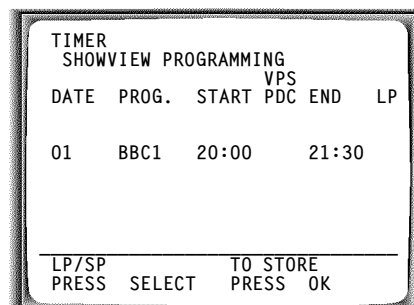 TIMER
SHOWVIEW PROGRAMMING
VPS
DATE PROG. START PDC END LP
01 BBC1 20:00 21:30
LP/SP TO STORE
PRESS SELECT PRESS OK